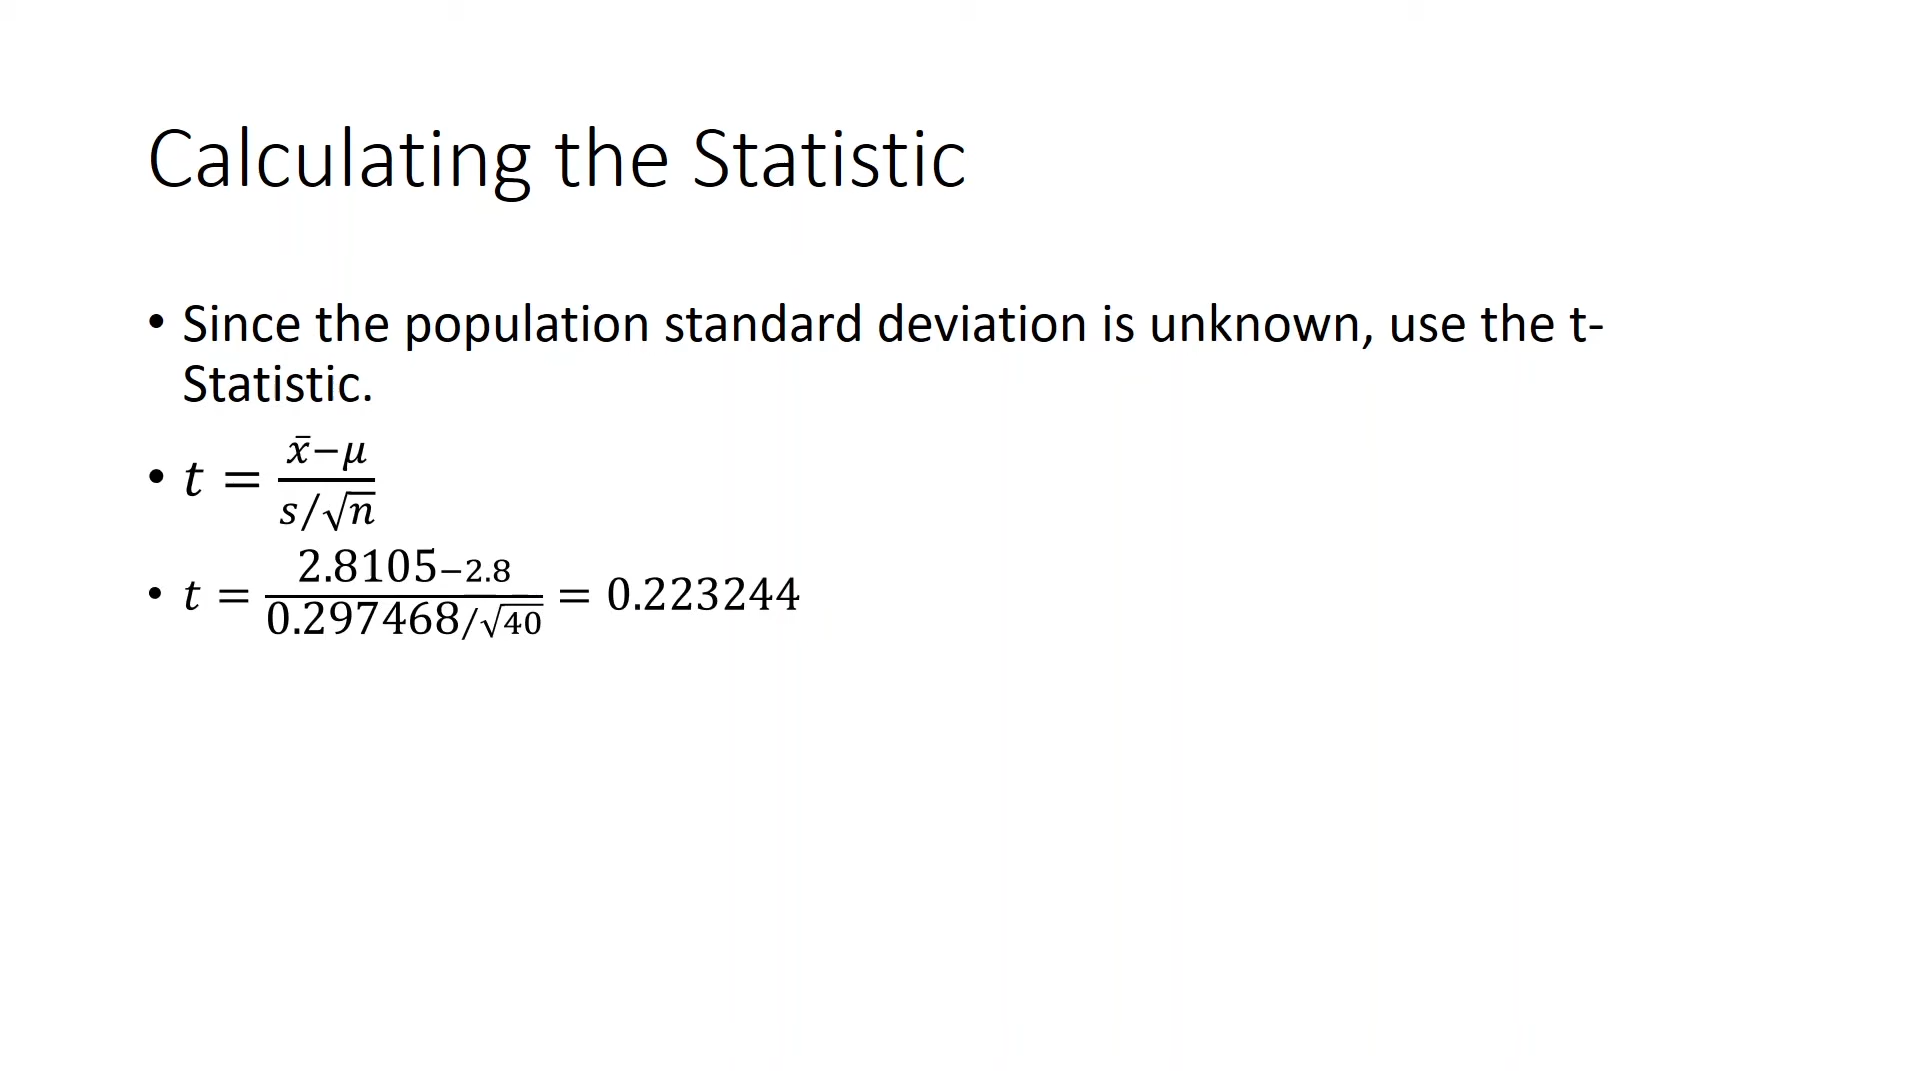 Calculating the Statistic
• Since the population standard deviation is unknown, use the t-
Statistic.
• t = (x̄−μ)/(s/√n)
• t = (2.8105−2.8)/(0.297468/√40) = 0.223244